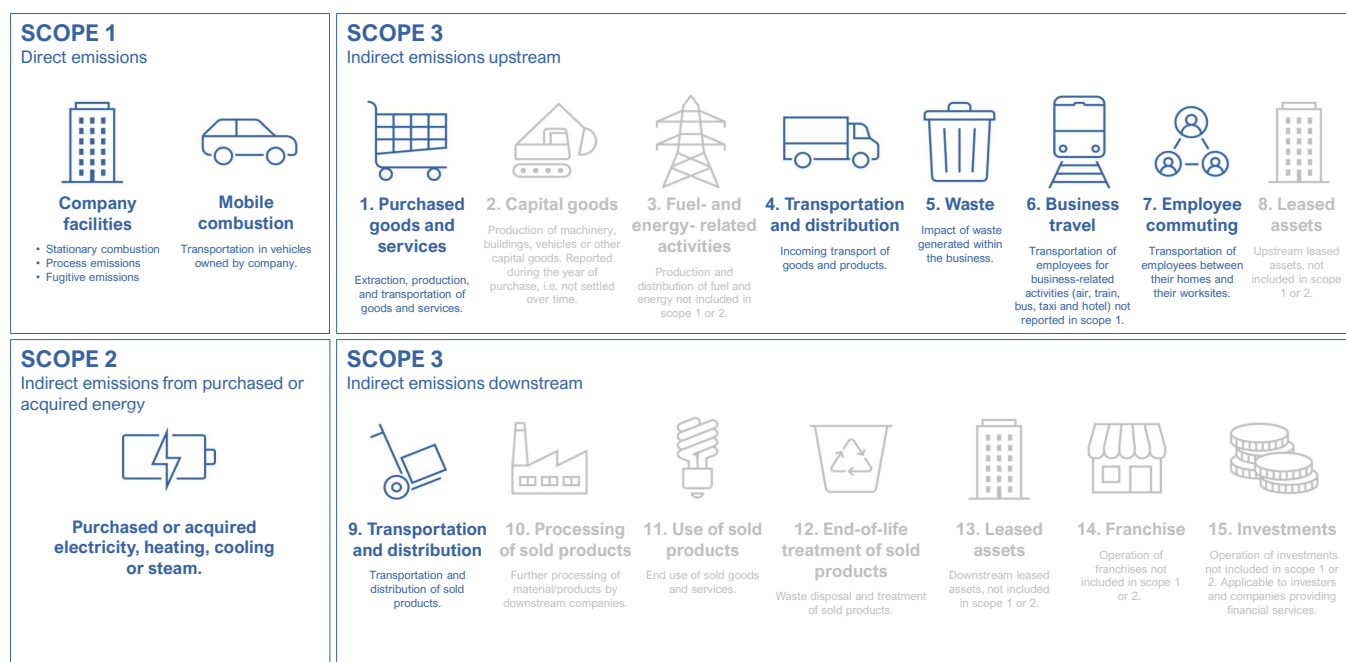 SCOPE 1
Direct emissions
Company
facilities
• Stationary combustion
• Process emissions
• Fugitive emissions
Mobile
combustion
Transportation in vehicles
owned by company.
SCOPE 3
Indirect emissions upstream
1. Purchased
goods and
services
Extraction, production,
and transportation of
goods and services.
2. Capital goods
Production of machinery,
buildings, vehicles or other
capital goods. Reported
during the year of
purchase, i.e. not settled
over time.
3. Fuel- and
energy- related
activities
Production and
distribution of fuel and
energy not included in
scope 1 or 2.
4. Transportation
and distribution
Incoming transport of
goods and products.
5. Waste
Impact of waste
generated within
the business.
6. Business
travel
Transportation of
employees for
business-related
activities (air, train,
bus, taxi and hotel) not
reported in scope 1.
7. Employee
commuting
Transportation of
employees between
their homes and
their worksites.
8. Leased
assets
Upstream leased
assets, not
included in scope
1 or 2.
SCOPE 2
Indirect emissions from purchased or
acquired energy
Purchased or acquired
electricity, heating, cooling
or steam.
SCOPE 3
Indirect emissions downstream
9. Transportation
and distribution
Transportation and
distribution of sold
products.
10. Processing
of sold products
Further processing of
material/products by
downstream companies.
11. Use of sold
products
End use of sold goods
and services.
12. End-of-life
treatment of sold
products
Waste disposal and treatment
of sold products.
13. Leased
assets
Downstream leased
assets, not included
in scope 1 or 2.
14. Franchise
Operation of
franchises not
included in scope 1
or 2.
15. Investments
Operation of investments
not included in scope 1 or
2. Applicable to investors
and companies providing
financial services.